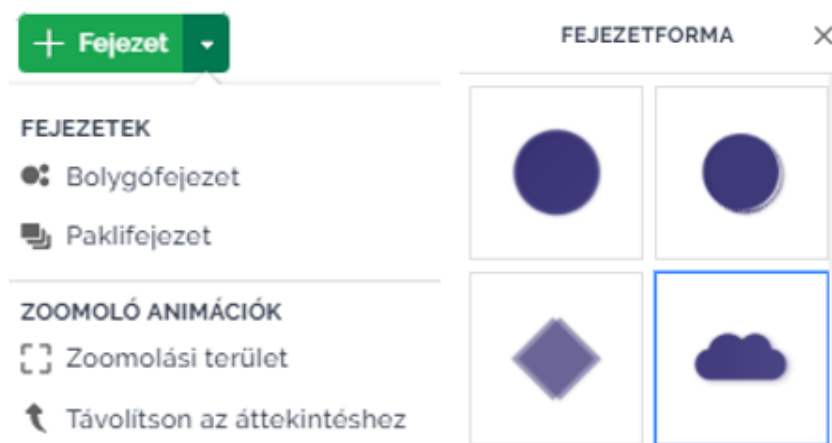 Fejezet
FEJEZETEK
Bolygófejezet
Paklifejezet
ZOOMOLÓ ANIMÁCIÓK
Zoomolási terület
Távolítson az áttekintéshez
FEJEZETFORMA